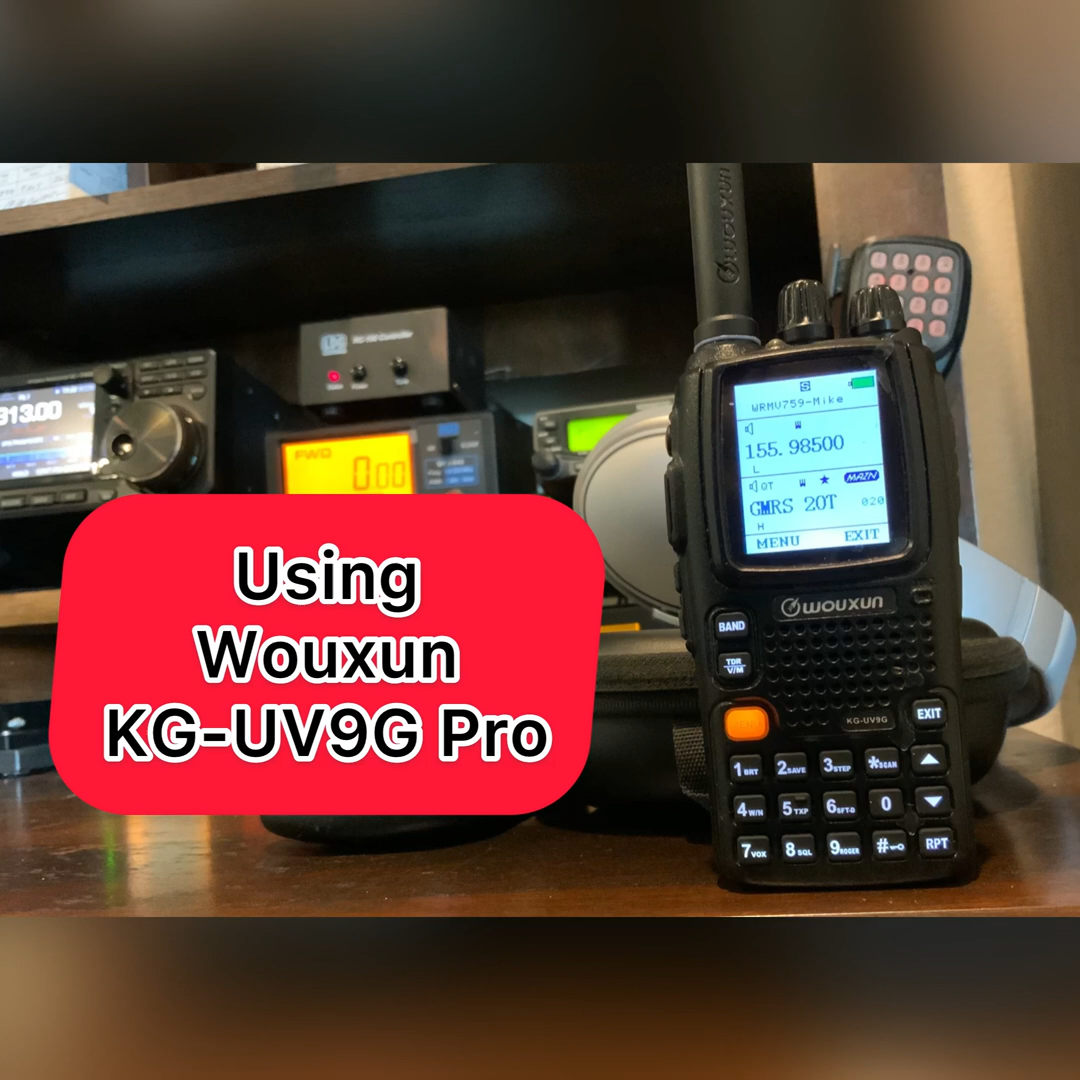 WOUXUN
313.00
FWD
0.00
S
WRMV759-Mike
W
155.98500
L
QT W ★ MAIN
GMRS 20T 020
H
MENU EXIT
WOUXUN
BAND
TDR
V/M
KG-UV9G
EXIT
1BRT 2SAVE 3STEP *SCAN
4W/N 5TXP 6SFT-D 0
7VOX 8SQL 9ROGER # RPT
Using
Wouxun
KG-UV9G Pro